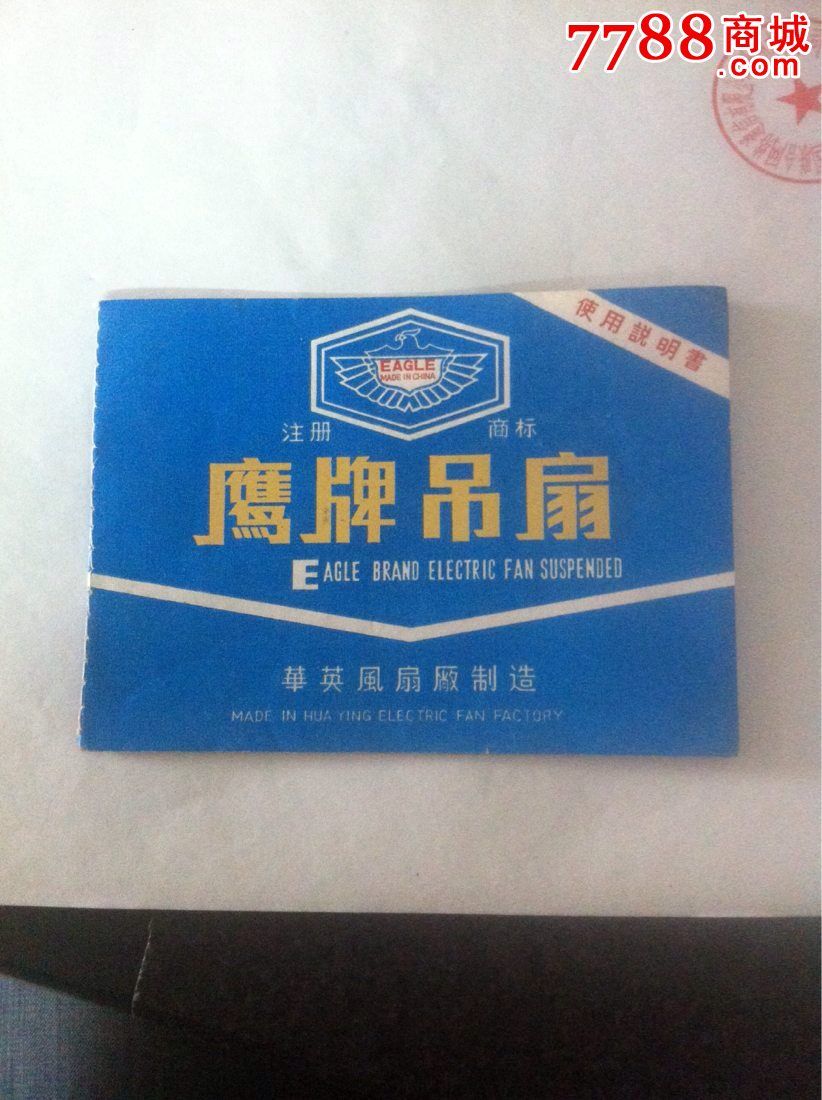 7788商城
.com
使用説明書
EAGLE
MADE IN CHINA
注册 商标
鹰牌吊扇
EAGLE BRAND ELECTRIC FAN SUSPENDED
華英風扇廠制造
MADE IN HUA YING ELECTRIC FAN FACTORY